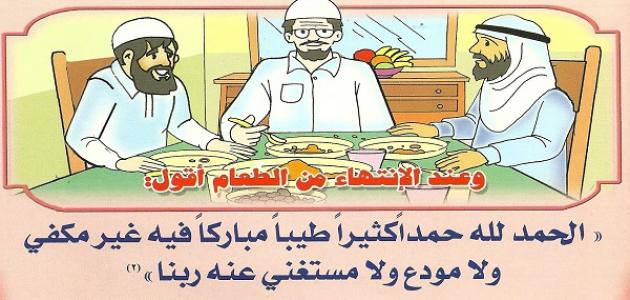 وعند الإنتهاء من الطعام أقول:
« الحمد لله حمداً كثيراً طيباً مباركاً فيه غير مكفي
ولا مودع ولا مستغني عنه ربنا » (٢)